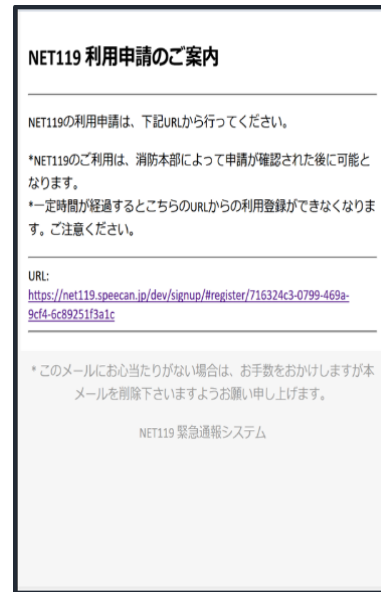 NET119 利用申請のご案内
NET119の利用申請は、下記URLから行ってください。
*NET119のご利用は、消防本部によって申請が確認された後に可能と
なります。
*一定時間が経過するとこちらのURLからの利用登録ができなくなりま
す。ご注意ください。
URL:
https://net119.speecan.jp/dev/signup/#register/716324c3-0799-469a-
9cf4-6c89251f3a1c
* このメールにお心当たりがない場合は、お手数をおかけしますが本
メールを削除下さいますようお願い申し上げます。
NET119 緊急通報システム